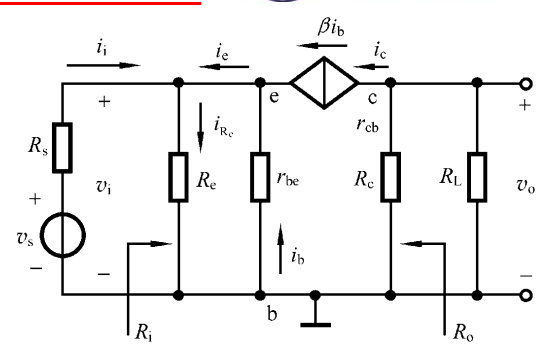 i_i
i_e
βi_b
i_c
+
e
c
+
R_s
i_Rc
r_cb
v_i
R_e
r_be
R_c
R_L
v_o
+
v_s
−
−
i_b
−
b
R_i
R_o